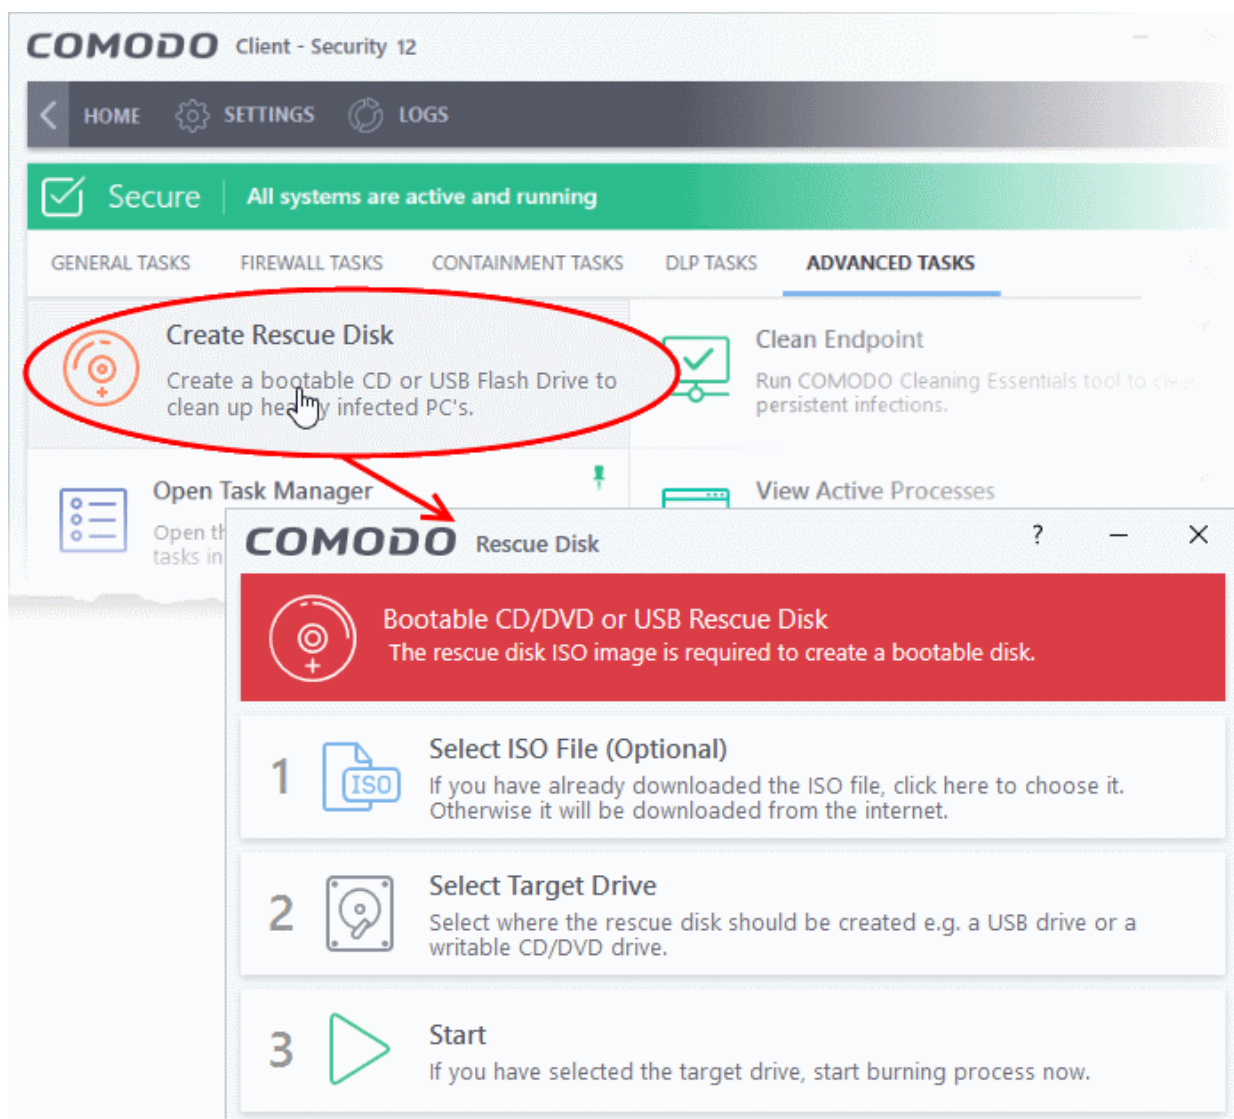 COMODO Client - Security 12
HOME SETTINGS LOGS
Secure All systems are active and running
GENERAL TASKS FIREWALL TASKS CONTAINMENT TASKS DLP TASKS ADVANCED TASKS
Create Rescue Disk
Create a bootable CD or USB Flash Drive to
clean up heavily infected PC's.
Clean Endpoint
Run COMODO Cleaning Essentials tool to
persistent infections.
Open Task Manager
Open
tasks in
View Active Processes
COMODO Rescue Disk
?
Bootable CD/DVD or USB Rescue Disk
The rescue disk ISO image is required to create a bootable disk.
1
ISO
Select ISO File (Optional)
If you have already downloaded the ISO file, click here to choose it.
Otherwise it will be downloaded from the internet.
2
Select Target Drive
Select where the rescue disk should be created e.g. a USB drive or a
writable CD/DVD drive.
3
Start
If you have selected the target drive, start burning process now.